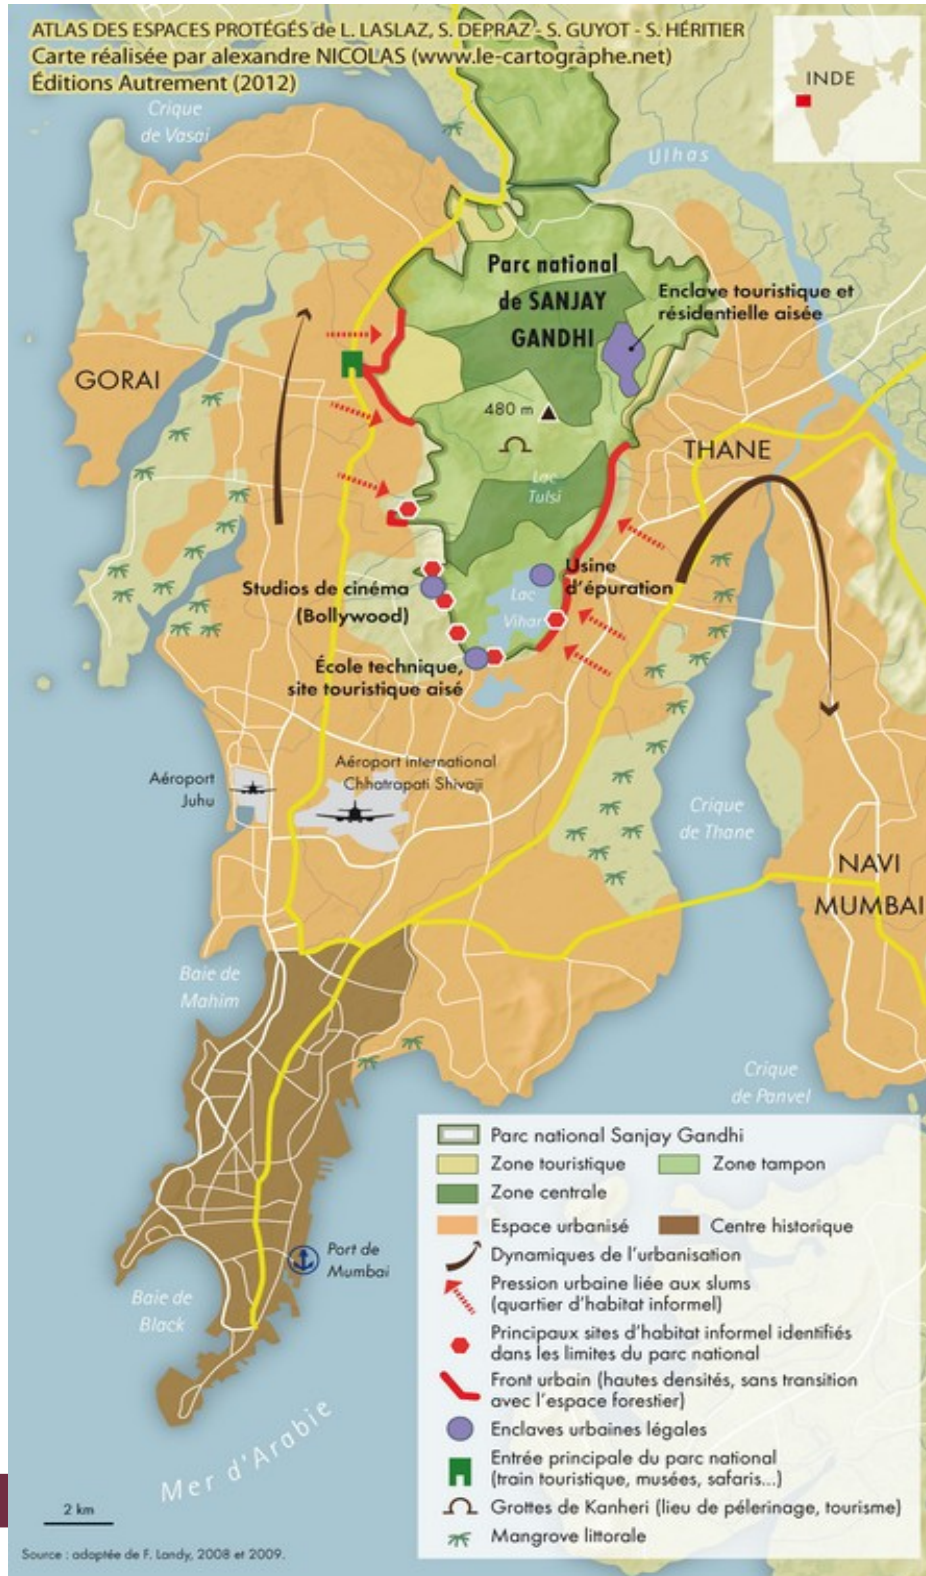 ATLAS DES ESPACES PROTÉGÉS de L. LASLAZ, S. DEPRAZ - S. GUYOT - S. HÉRITIER
Carte réalisée par alexandre NICOLAS (www.le-cartographe.net)
Éditions Autrement (2012)
INDE
Crique
de Vasai
Ulhas
Parc national
de SANJAY
GANDHI
Enclave touristique et
résidentielle aisée
GORAI
480 m
THANE
Lac
Tulsi
Studios de cinéma
(Bollywood)
Usine
d'épuration
Lac
Vihar
École technique,
site touristique aisé
Aéroport
Juhu
Aéroport international
Chhatrapati Shivaji
Crique
de Thane
NAVI
MUMBAI
Baie de
Mahim
Crique
de Panvel
Port de
Mumbai
Baie de
Black
Mer d'Arabie
Parc national Sanjay Gandhi
Zone touristique
Zone tampon
Zone centrale
Espace urbanisé
Centre historique
Dynamiques de l'urbanisation
Pression urbaine liée aux slums
(quartier d'habitat informel)
Principaux sites d'habitat informel identifiés
dans les limites du parc national
Front urbain (hautes densités, sans transition
avec l'espace forestier)
Enclaves urbaines légales
Entrée principale du parc national
(train touristique, musées, safaris...)
Grottes de Kanheri (lieu de pélerinage, tourisme)
Mangrove littorale
2 km
Source : adaptée de F. Landy, 2008 et 2009.